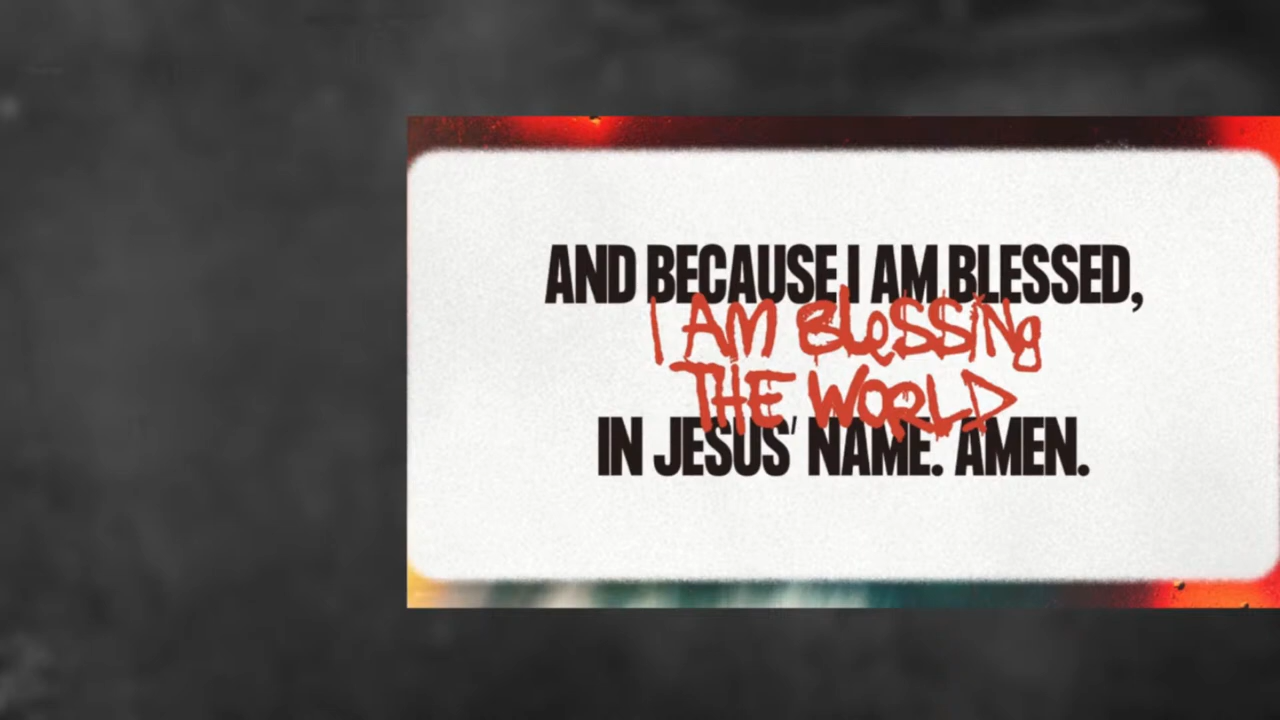 AND BECAUSE I AM BLESSED,
I AM BleSSiNg
THE WORLD
IN JESUS' NAME. AMEN.